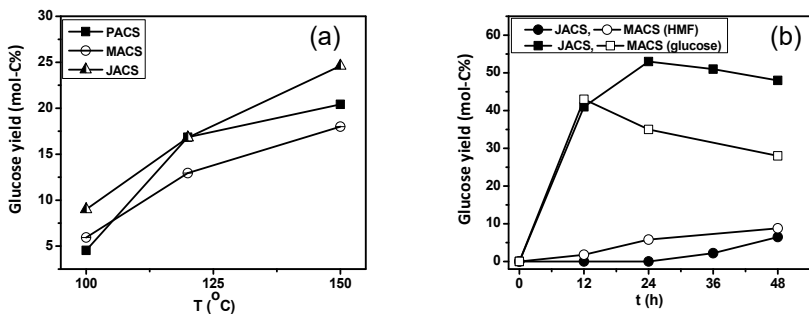 (a)
PACS
MACS
JACS
Glucose yield (mol-C%)
30
25
20
15
10
5
100
125
150
T (°C)
(b)
JACS, MACS (HMF)
JACS, MACS (glucose)
Glucose yield (mol-C%)
60
50
40
30
20
10
0
0
12
24
36
48
t (h)